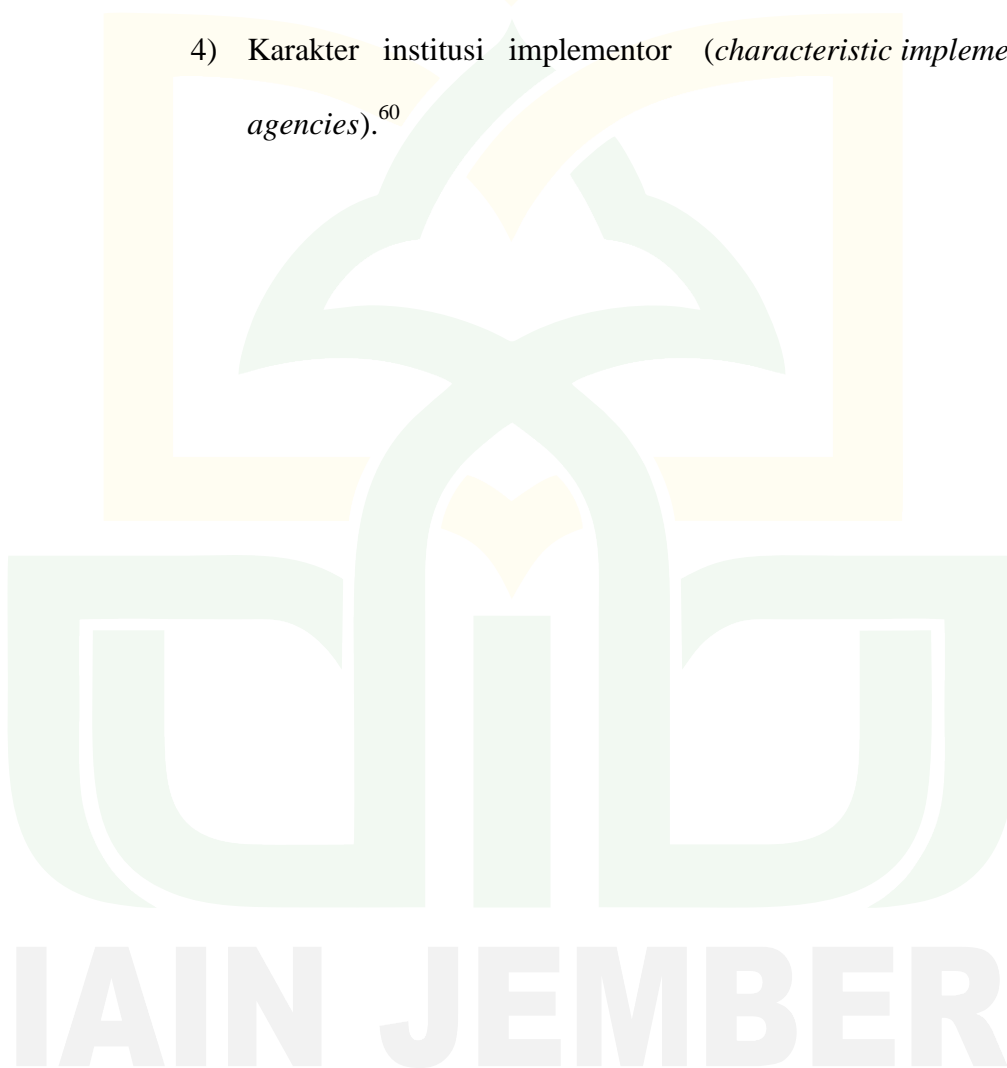 4) Karakter institusi implementor (characteristic impleme
agencies).60
IAIN JEMBER